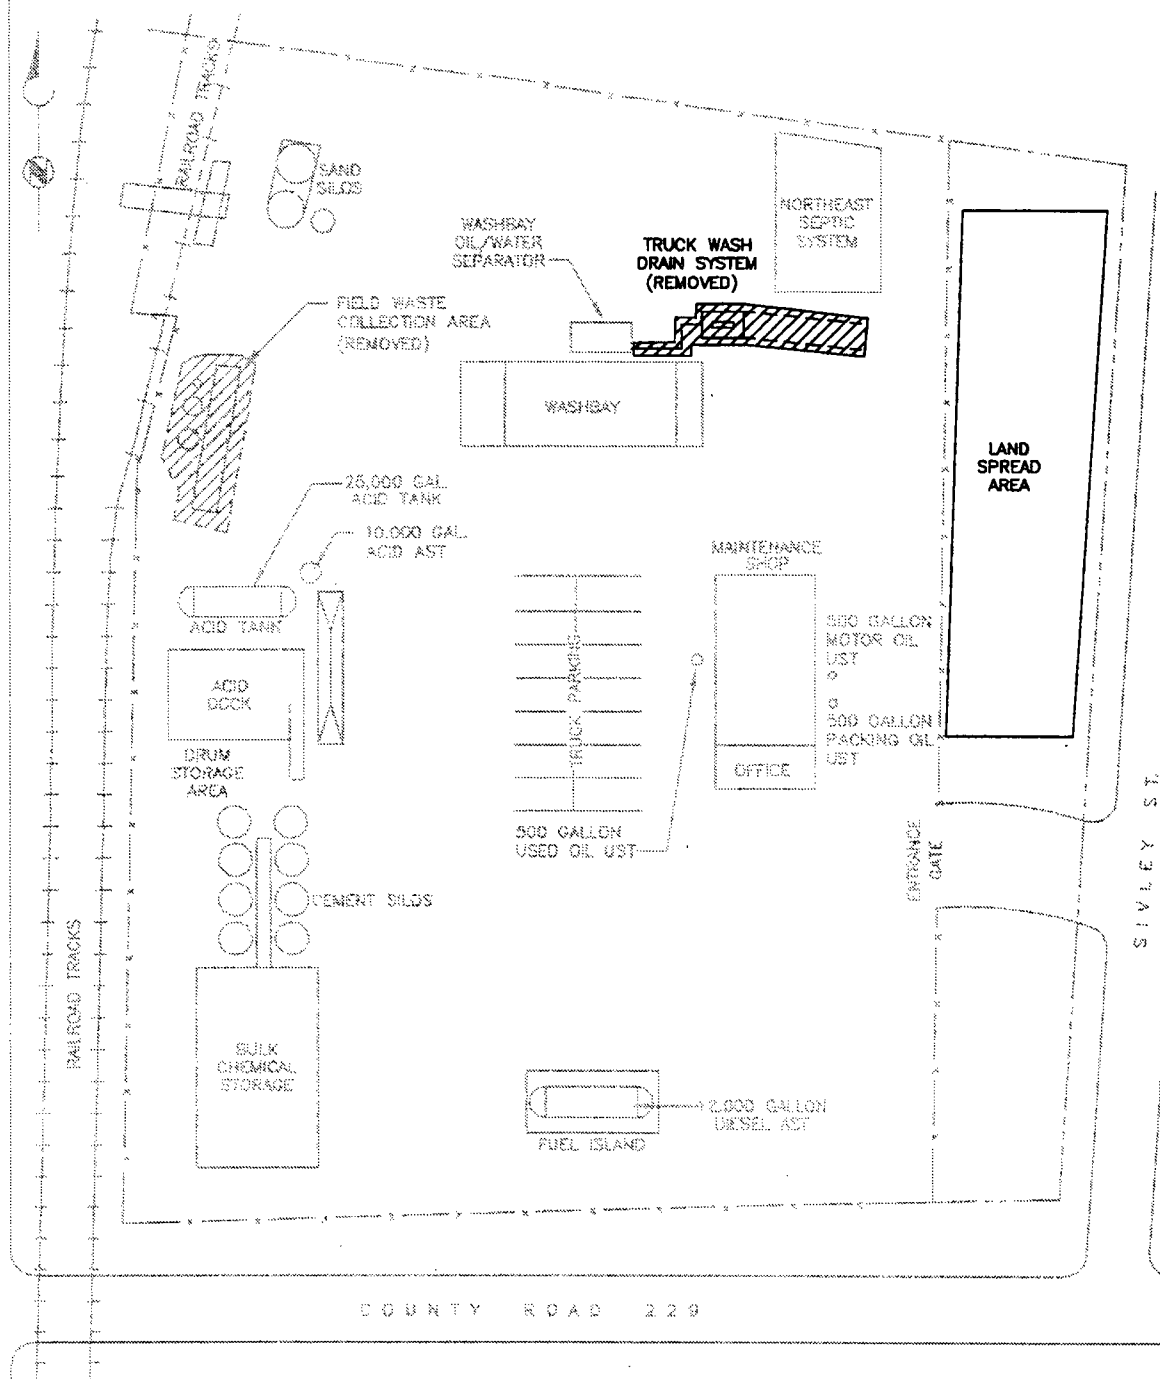 RAILROAD TRACKS
N
SAND
SILOS
WASHBAY
OIL/WATER
SEPARATOR
TRUCK WASH
DRAIN SYSTEM
(REMOVED)
NORTHEAST
SEPTIC
SYSTEM
FIELD WASTE
COLLECTION AREA
(REMOVED)
WASHBAY
LAND
SPREAD
AREA
25,000 GAL.
ACID TANK
10,000 GAL.
ACID AST
MAINTENANCE
SHOP
ACID TANK
500 GALLON
MOTOR OIL
UST
ACID
DOCK
TRUCK PARKING
500 GALLON
PACKING OIL
UST
DRUM
STORAGE
AREA
OFFICE
500 GALLON
USED OIL UST
ENTRANCE
GATE
SIVLEY ST.
CEMENT SILOS
RAILROAD TRACKS
BULK
CHEMICAL
STORAGE
2,000 GALLON
DIESEL AST
FUEL ISLAND
COUNTY ROAD 229